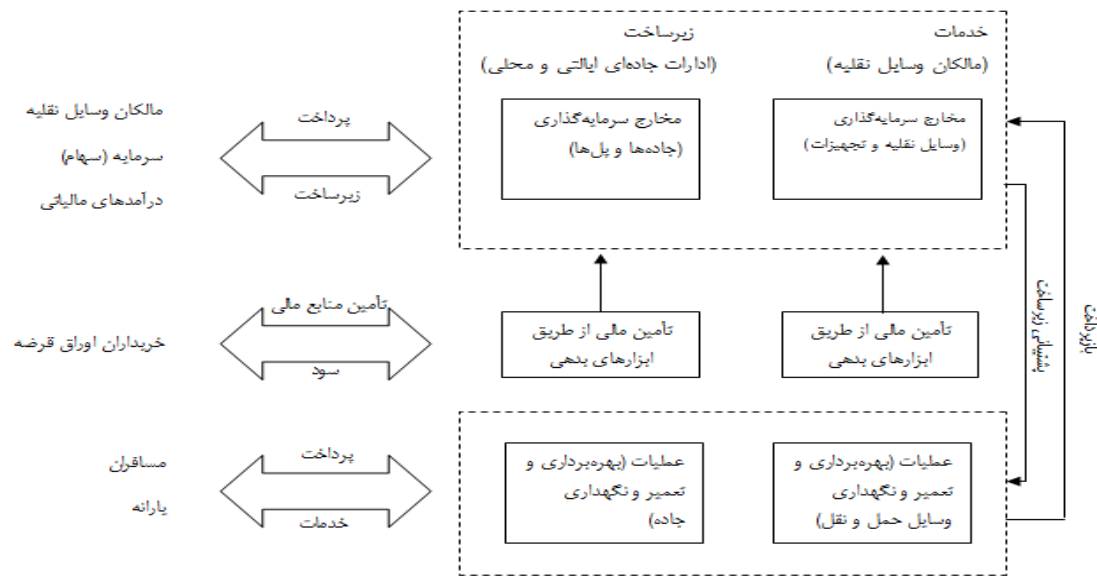 خدمات
(مالکان وسایل نقلیه)
زیرساخت
(ادارات جاده‌ای ایالتی و محلی)
مخارج سرمایه‌گذاری
(وسایل نقلیه و تجهیزات)
مخارج سرمایه‌گذاری
(جاده‌ها و پل‌ها)
پرداخت
زیرساخت
مالکان وسایل نقلیه
سرمایه (سهام)
درآمدهای مالیاتی
بازپرداخت
پشتیبانی زیرساخت
تأمین مالی از طریق
ابزارهای بدهی
تأمین مالی از طریق
ابزارهای بدهی
تأمین منابع مالی
سود
خریداران اوراق قرضه
عملیات (بهره‌برداری و
تعمیر و نگهداری
وسایل حمل و نقل)
عملیات (بهره‌برداری و
تعمیر و نگهداری
جاده)
پرداخت
خدمات
مسافران
یارانه